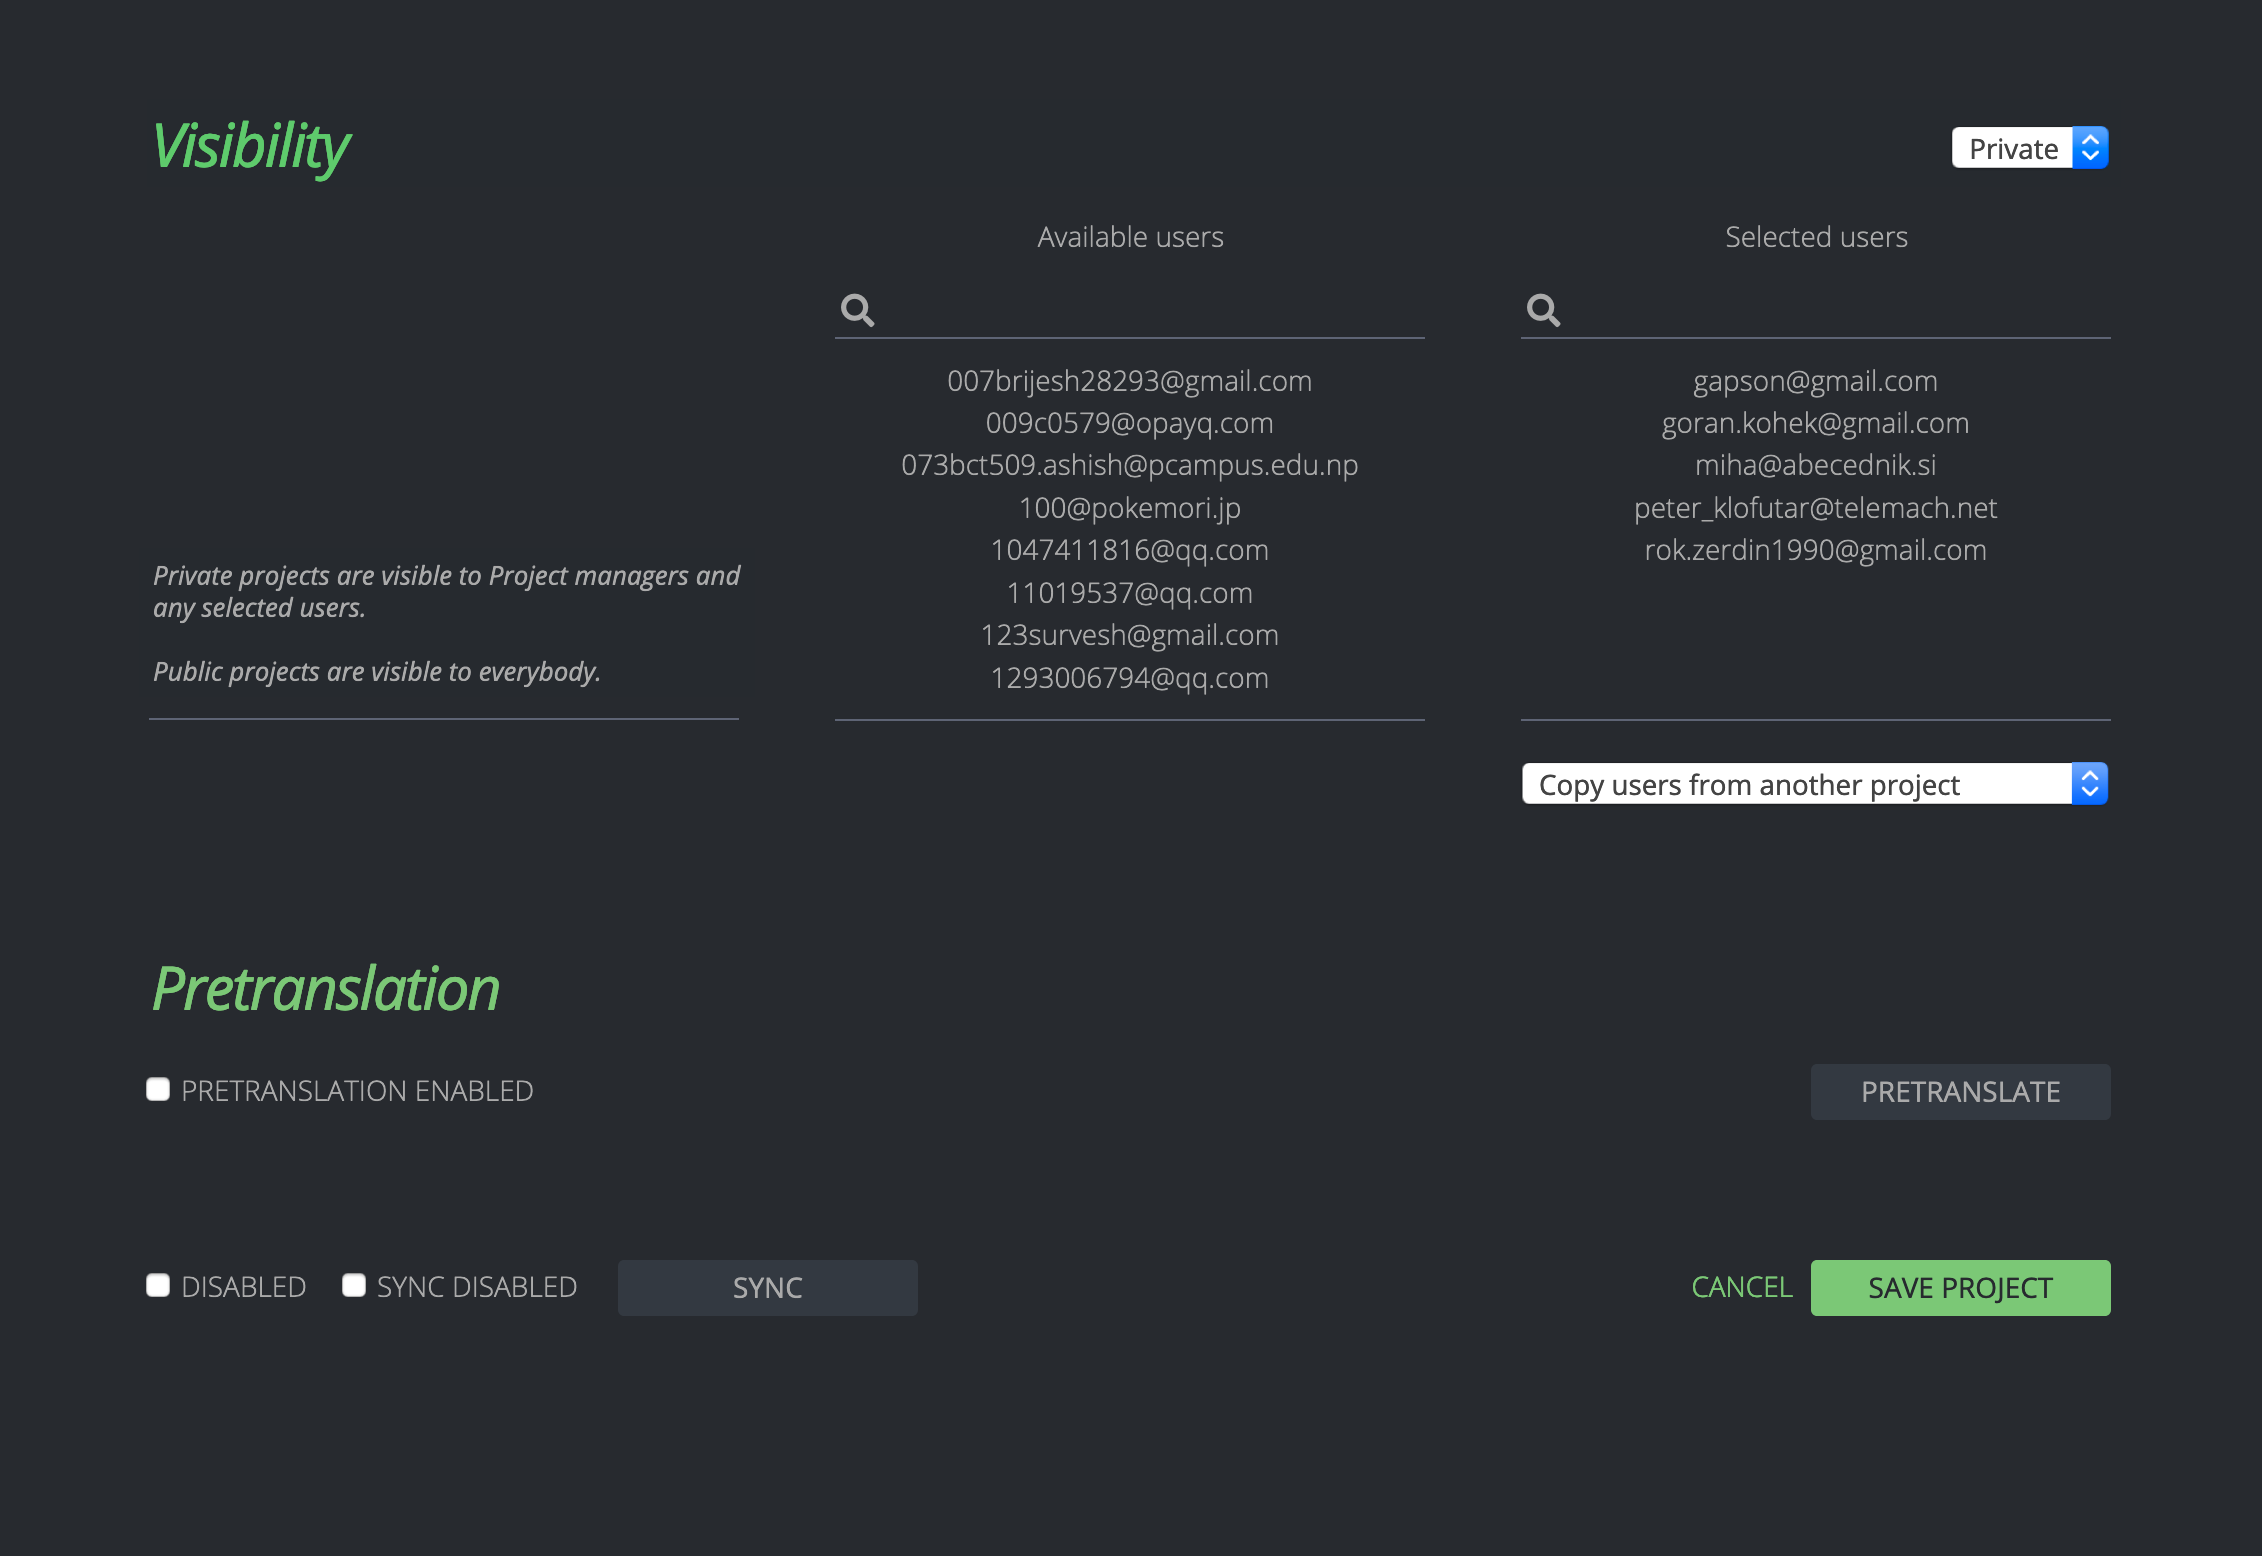 Visibility
Private
Available users
Selected users
007brijesh28293@gmail.com
009c0579@opayq.com
073bct509.ashish@pcampus.edu.np
100@pokemori.jp
1047411816@qq.com
11019537@qq.com
123survesh@gmail.com
1293006794@qq.com
gapson@gmail.com
goran.kohek@gmail.com
miha@abecednik.si
peter_klofutar@telemach.net
rok.zerdin1990@gmail.com
Private projects are visible to Project managers and
any selected users.
Public projects are visible to everybody.
Copy users from another project
Pretranslation
PRETRANSLATION ENABLED
PRETRANSLATE
DISABLED
SYNC DISABLED
SYNC
CANCEL
SAVE PROJECT